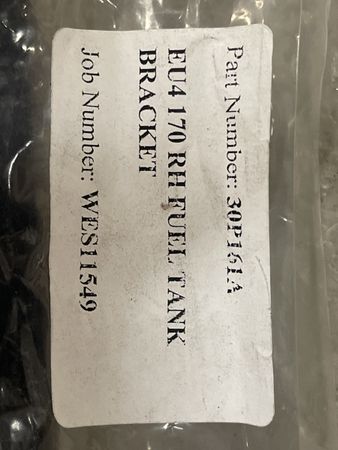 Part Number: 30P161A
EU4 170 RH FUEL TANK
BRACKET
Job Number: WES11549